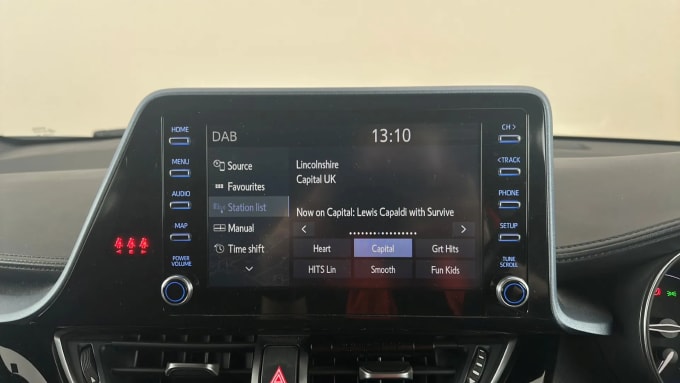 HOME
MENU
AUDIO
MAP
POWER
VOLUME
DAB
13:10
Source
Favourites
Station list
Manual
Time shift
Lincolnshire
Capital UK
Now on Capital: Lewis Capaldi with Survive
Heart
Capital
Grt Hits
HITS Lin
Smooth
Fun Kids
CH >
< TRACK
PHONE
SETUP
TUNE
SCROLL